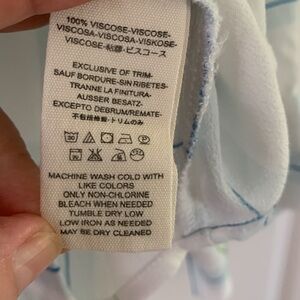 100% VISCOSE-VISCOSE-
VISCOSA-VISCOSA-VISKOSE-
VISCOSE-粘膠-ビスコース
EXCLUSIVE OF TRIM-
SAUF BORDURE-SIN RIBETES-
TRANNE LA FINITURA-
AUSSER BESATZ-
EXCEPTO DEBRUM/REMATE-
不包括修飾-トリムのみ
MACHINE WASH COLD WITH
LIKE COLORS
ONLY NON-CHLORINE
BLEACH WHEN NEEDED
TUMBLE DRY LOW
LOW IRON AS NEEDED
MAY BE DRY CLEANED